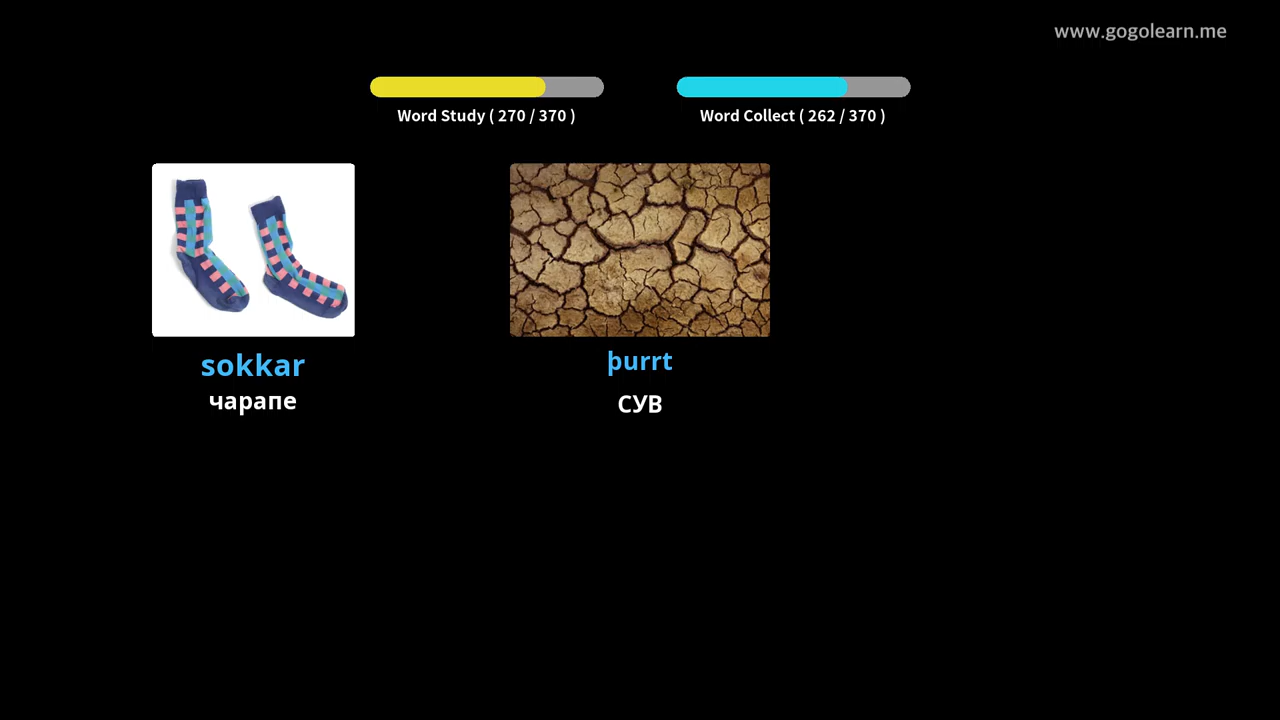 www.gogolearn.me
Word Study ( 270 / 370 )
Word Collect ( 262 / 370 )
sokkar
чарапе
þurrt
СУВ